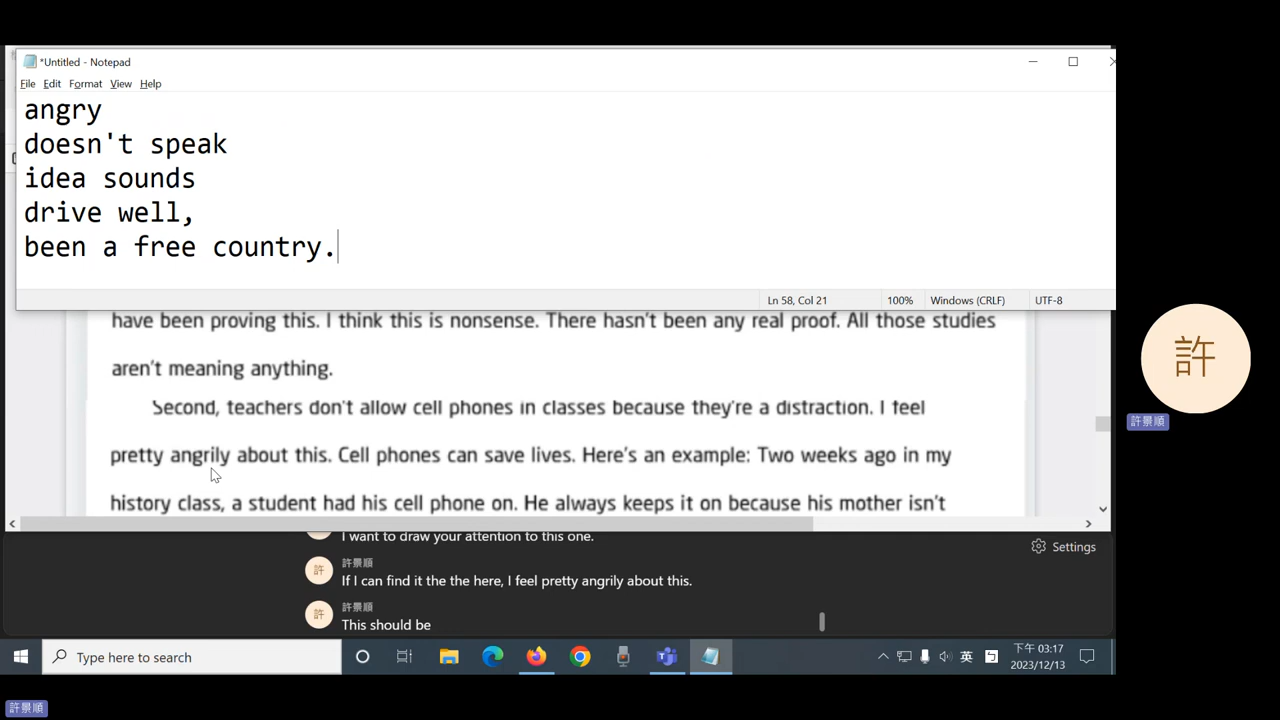 *Untitled - Notepad
File Edit Format View Help
angry
doesn't speak
idea sounds
drive well,
been a free country.
Ln 58, Col 21 100% Windows (CRLF) UTF-8
have been proving this. I think this is nonsense. There hasn't been any real proof. All those studies
aren't meaning anything.
Second, teachers don't allow cell phones in classes because they're a distraction. I feel
pretty angrily about this. Cell phones can save lives. Here's an example: Two weeks ago in my
history class, a student had his cell phone on. He always keeps it on because his mother isn't
許
許景順
I want to draw your attention to this one.
Settings
許景順
許
If I can find it the the here, I feel pretty angrily about this.
許景順
許
This should be
Type here to search
英
下午 03:17
2023/12/13
許景順